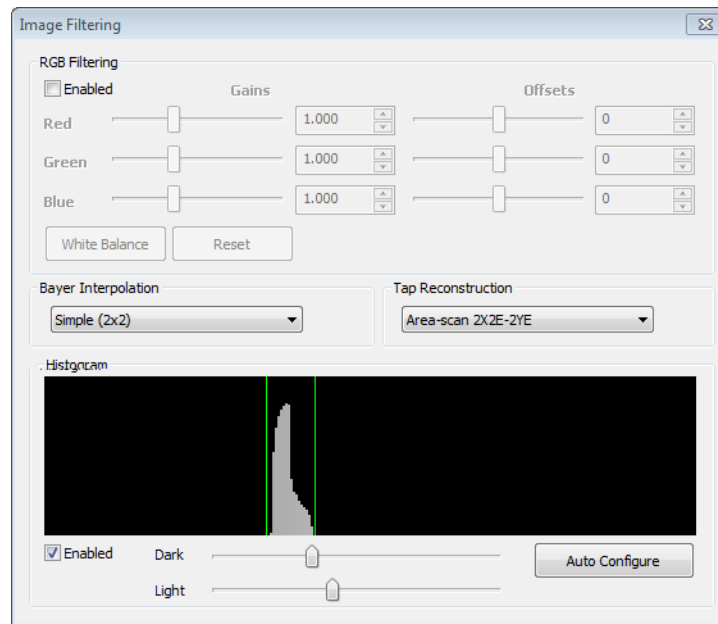 Image Filtering
RGB Filtering
Enabled Gains Offsets
Red 1.000 0
Green 1.000 0
Blue 1.000 0
White Balance Reset
Bayer Interpolation Tap Reconstruction
Simple (2x2) Area-scan 2X2E-2YE
Histogram
Enabled Dark Auto Configure
Light